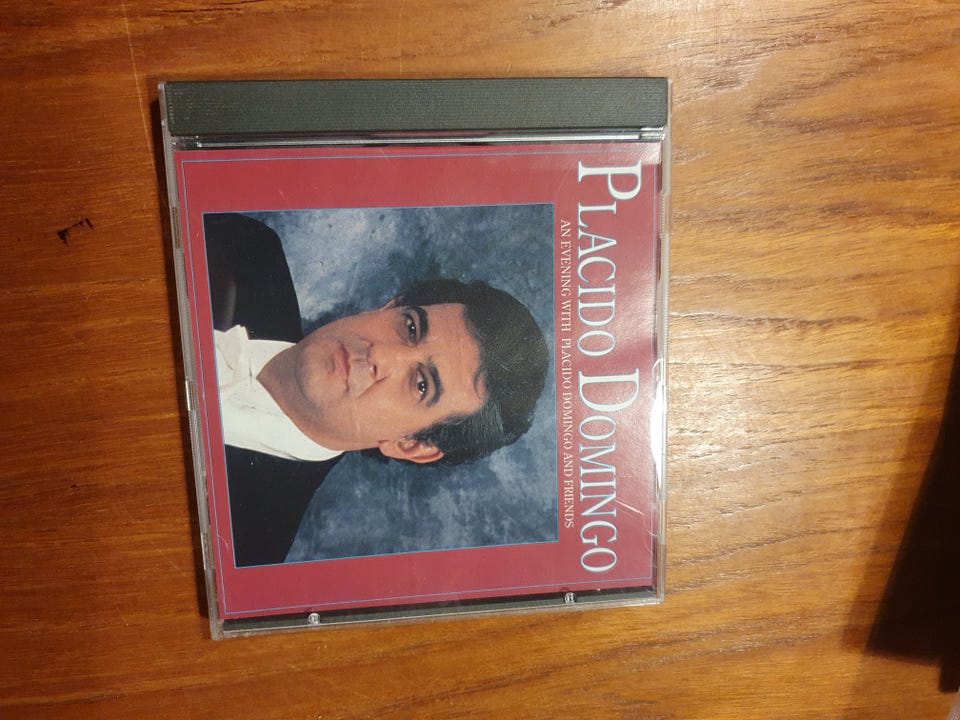 PLACIDO DOMINGO
AN EVENING WITH PLACIDO DOMINGO AND FRIENDS